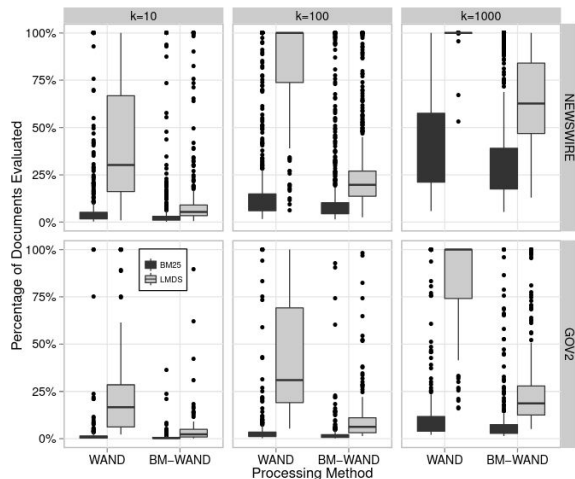 k=10 k=100 k=1000
100%
75%
50%
25%
0%
NEWSWIRE
100%
75%
50%
25%
0%
BM25
LMDS
GOV2
Percentage of Documents Evaluated
WAND BM-WAND WAND BM-WAND WAND BM-WAND
Processing Method